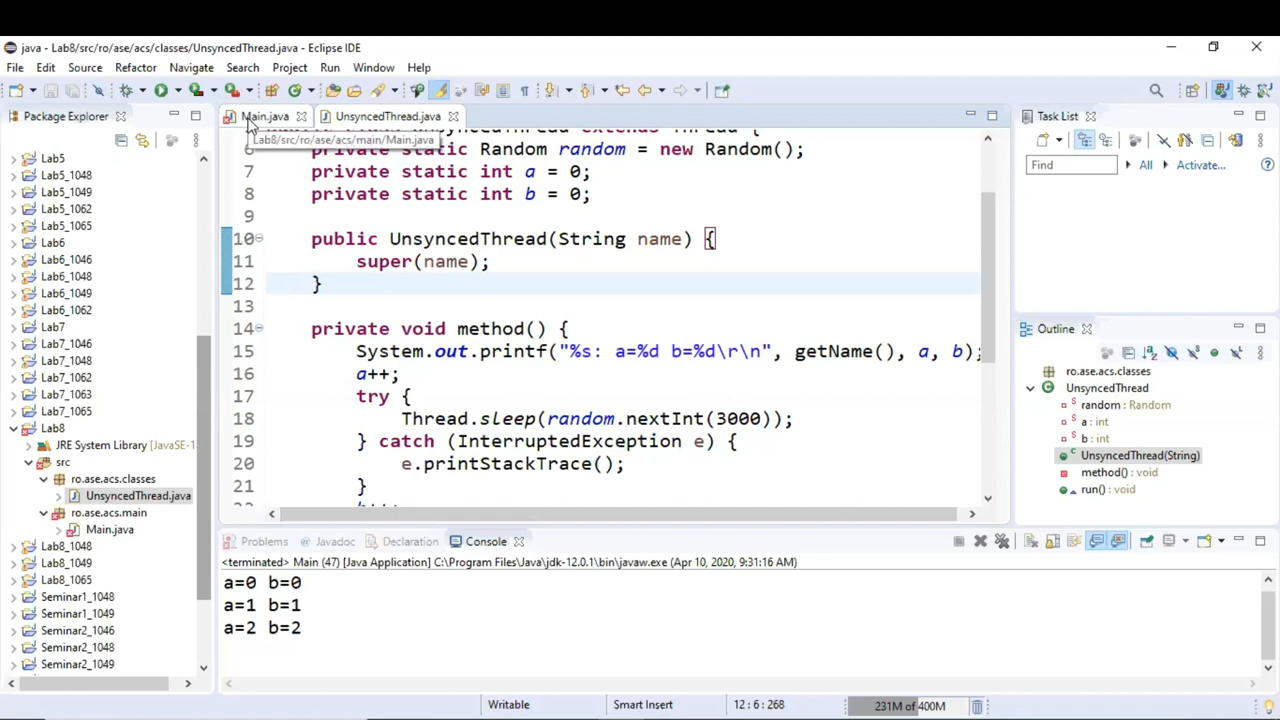 java - Lab8/src/ro/ase/acs/classes/UnsyncedThread.java - Eclipse IDE
File Edit Source Refactor Navigate Search Project Run Window Help
Package Explorer
Lab5
Lab5_1048
Lab5_1049
Lab5_1062
Lab5_1065
Lab6
Lab6_1046
Lab6_1048
Lab6_1049
Lab6_1062
Lab7
Lab7_1046
Lab7_1048
Lab7_1062
Lab7_1063
Lab7_1065
Lab8
JRE System Library [JavaSE-1
src
ro.ase.acs.classes
UnsyncedThread.java
ro.ase.acs.main
Main.java
Lab8_1048
Lab8_1049
Lab8_1065
Seminar1_1048
Seminar1_1049
Seminar2_1046
Seminar2_1048
Seminar2_1049
Main.java UnsyncedThread.java
Lab8/src/ro/ase/acs/main/Main.java
6 private static Random random = new Random();
7 private static int a = 0;
8 private static int b = 0;
9
10 public UnsyncedThread(String name) {
11 super(name);
12 }
13
14 private void method() {
15 System.out.printf("%s: a=%d b=%d\r\n", getName(), a, b);
16 a++;
17 try {
18 Thread.sleep(random.nextInt(3000));
19 } catch (InterruptedException e) {
20 e.printStackTrace();
21 }
Task List
Find All Activate...
Outline
ro.ase.acs.classes
UnsyncedThread
random : Random
a : int
b : int
UnsyncedThread(String)
method() : void
run() : void
Problems Javadoc Declaration Console
<terminated> Main (47) [Java Application] C:\Program Files\Java\jdk-12.0.1\bin\javaw.exe (Apr 10, 2020, 9:31:16 AM)
a=0 b=0
a=1 b=1
a=2 b=2
Writable Smart Insert 12 : 6 : 268 231M of 400M